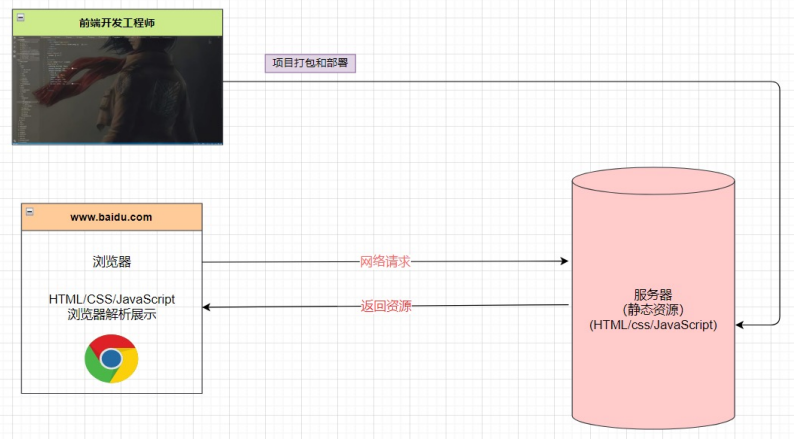 前端开发工程师
项目打包和部署
www.baidu.com
浏览器
HTML/CSS/JavaScript
浏览器解析展示
网络请求
返回资源
服务器
(静态资源)
(HTML/css/JavaScript)